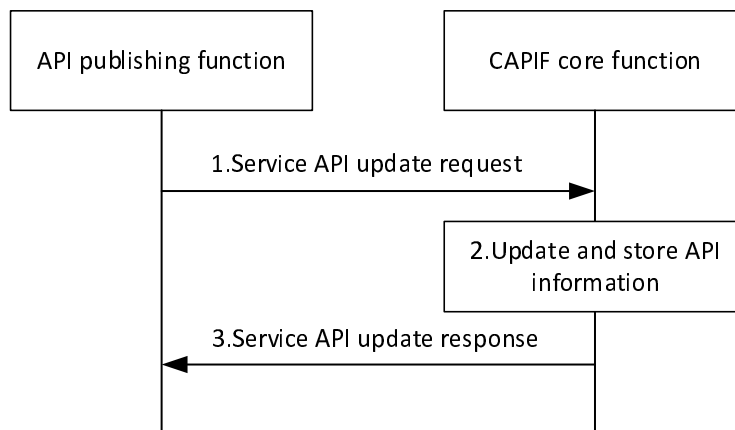 API publishing function
CAPIF core function
1.Service API update request
2.Update and store API
information
3.Service API update response